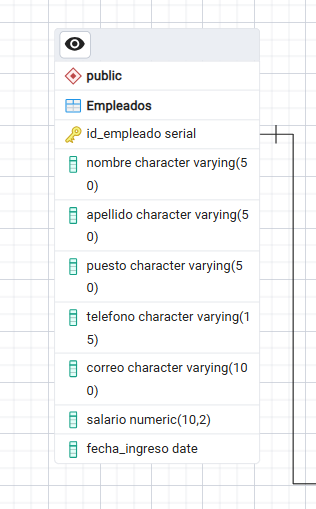 public
Empleados
id_empleado serial
nombre character varying(5
0)
apellido character varying(5
0)
puesto character varying(5
0)
telefono character varying(1
5)
correo character varying(10
0)
salario numeric(10,2)
fecha_ingreso date